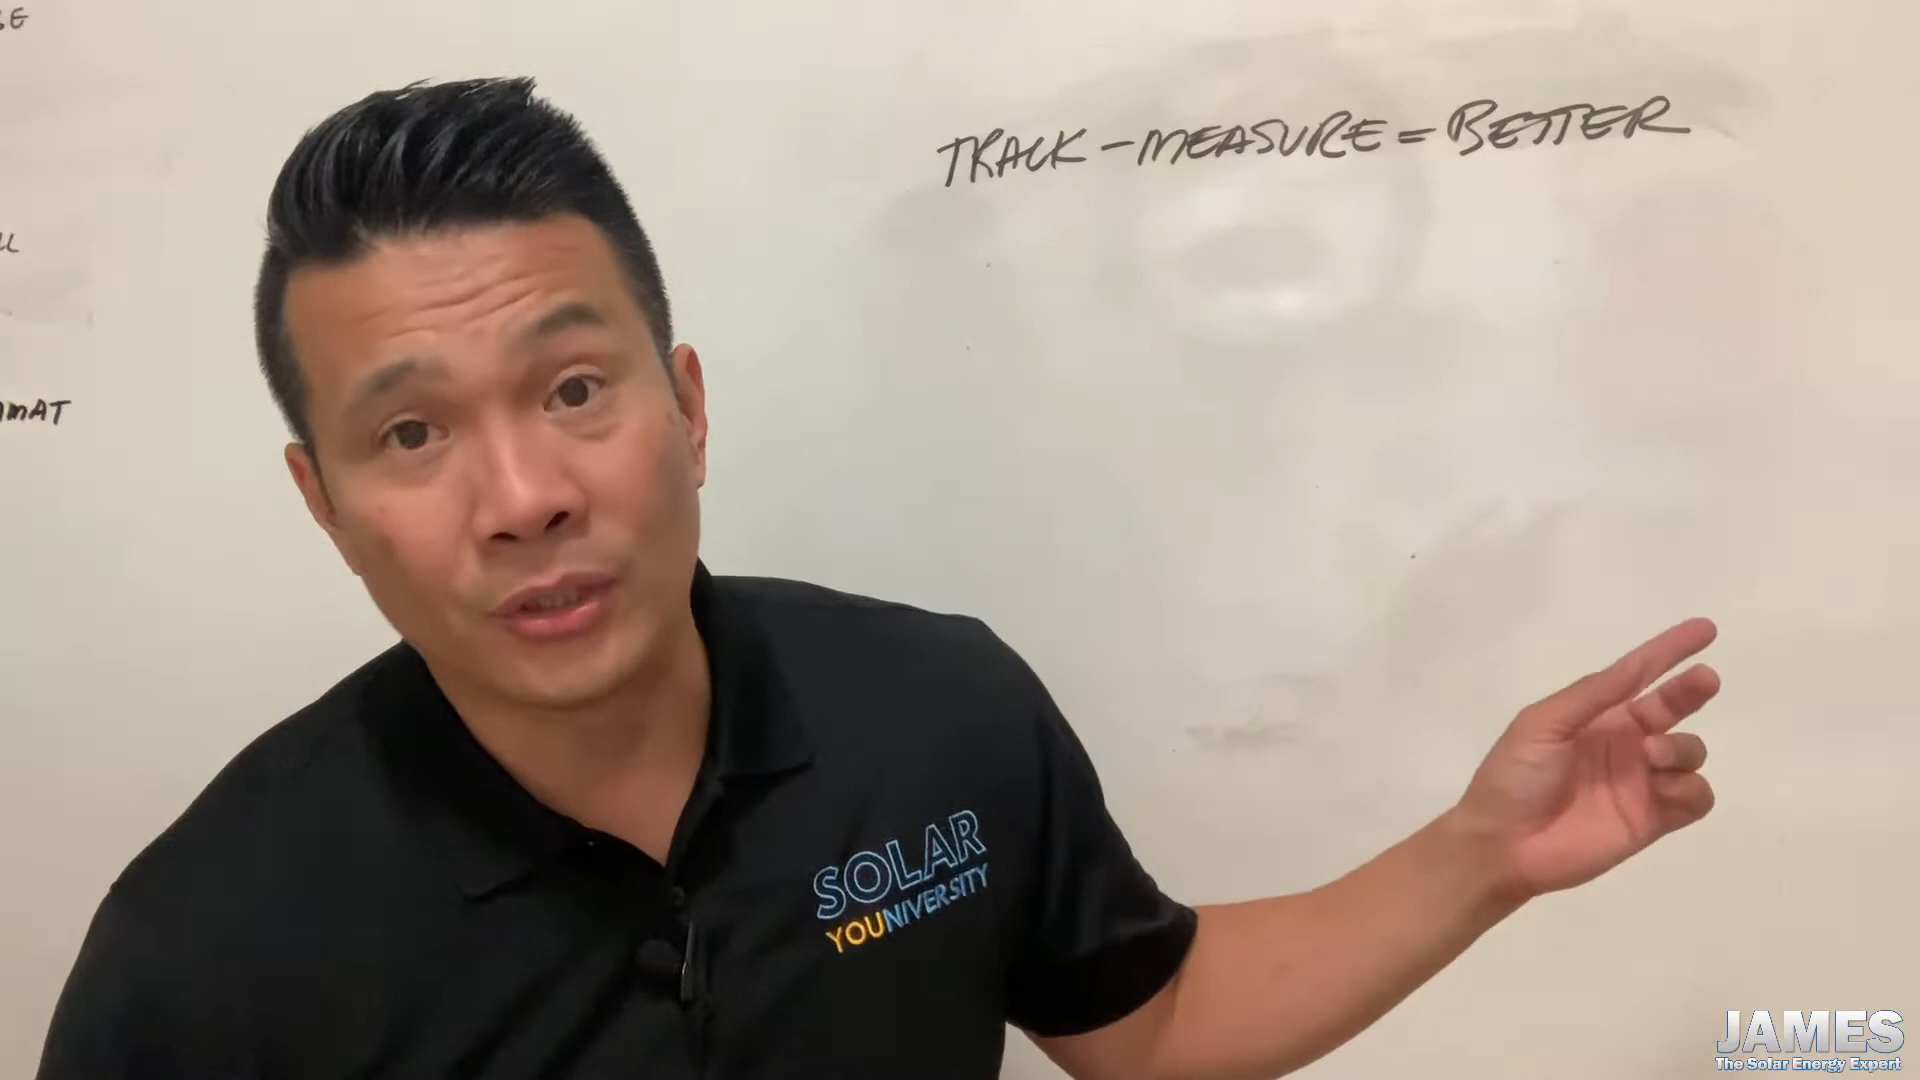 TRACK - MEASURE = BETTER
SOLAR
YOUNIVERSITY
JAMES
The Solar Energy Expert